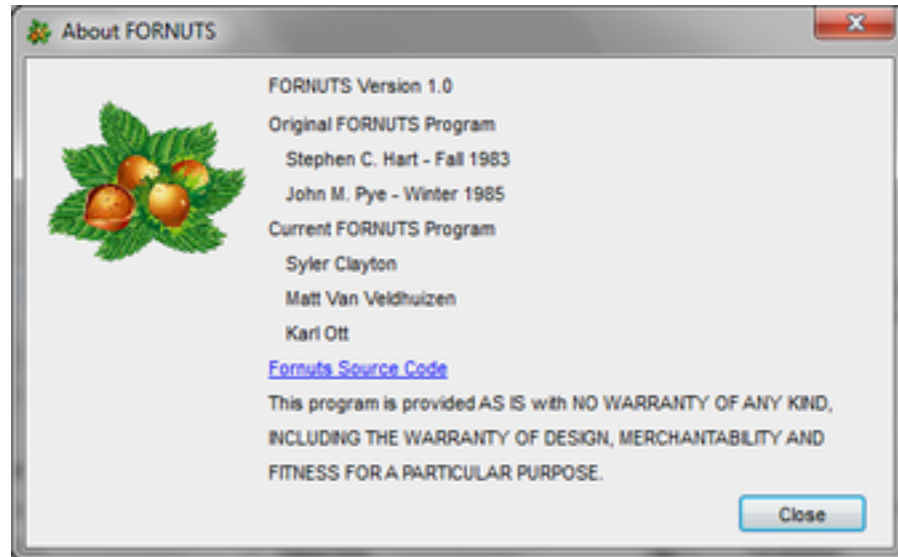 About FORNUTS
FORNUTS Version 1.0
Original FORNUTS Program
Stephen C. Hart - Fall 1983
John M. Pye - Winter 1985
Current FORNUTS Program
Syler Clayton
Matt Van Veldhuizen
Karl Ott
Fornuts Source Code
This program is provided AS IS with NO WARRANTY OF ANY KIND,
INCLUDING THE WARRANTY OF DESIGN, MERCHANTABILITY AND
FITNESS FOR A PARTICULAR PURPOSE.
Close